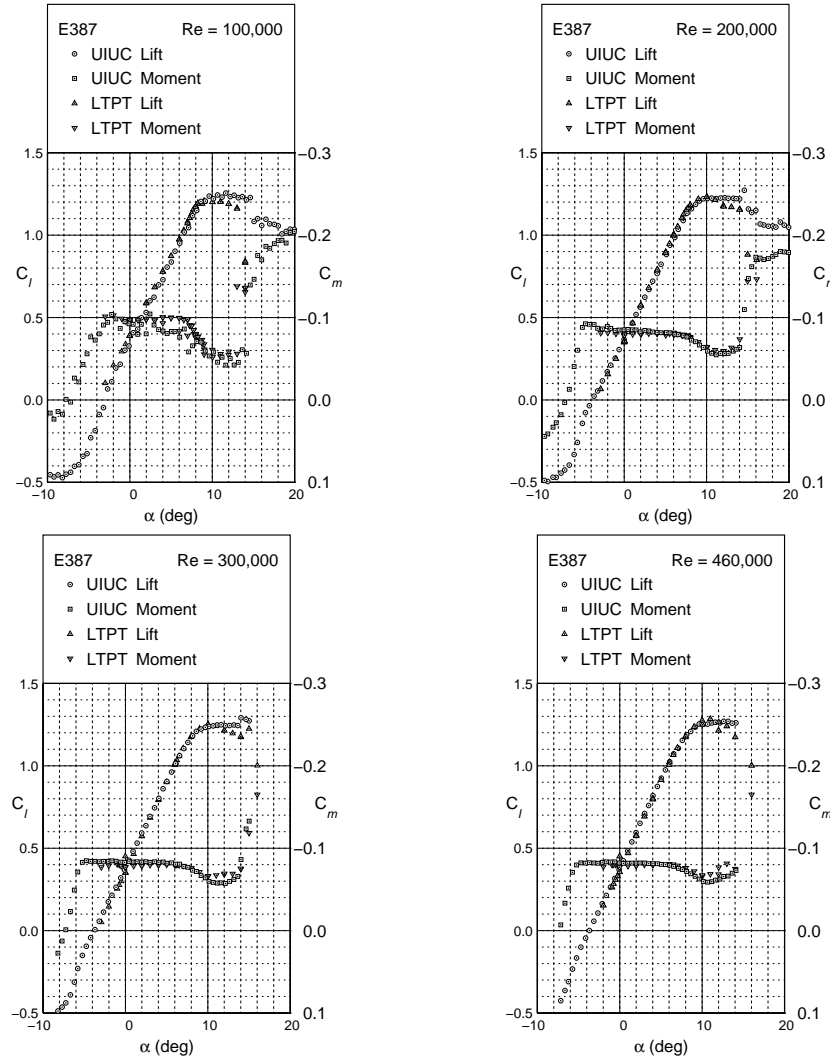 E387 Re = 100,000
UIUC Lift
UIUC Moment
LTPT Lift
LTPT Moment
1.5 −0.3
1.0 −0.2
C_l C_m
0.5 −0.1
0.0 0.0
−0.5 0.1
−10 0 10 20
α (deg)
E387 Re = 200,000
UIUC Lift
UIUC Moment
LTPT Lift
LTPT Moment
1.5 −0.3
1.0 −0.2
C_l C
0.5 −0.1
0.0 0.0
−0.5 0.1
−10 0 10 20
α (deg)
E387 Re = 300,000
UIUC Lift
UIUC Moment
LTPT Lift
LTPT Moment
1.5 −0.3
1.0 −0.2
C_l C_m
0.5 −0.1
0.0 0.0
−0.5 0.1
−10 0 10 20
α (deg)
E387 Re = 460,000
UIUC Lift
UIUC Moment
LTPT Lift
LTPT Moment
1.5 −0.3
1.0 −0.2
C_l C_m
0.5 −0.1
0.0 0.0
−0.5 0.1
−10 0 10 20
α (deg)